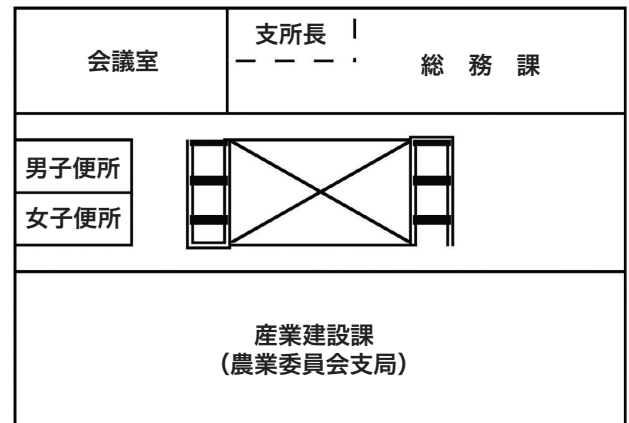 会議室
支所長
総務課
男子便所
女子便所
産業建設課
（農業委員会支局）